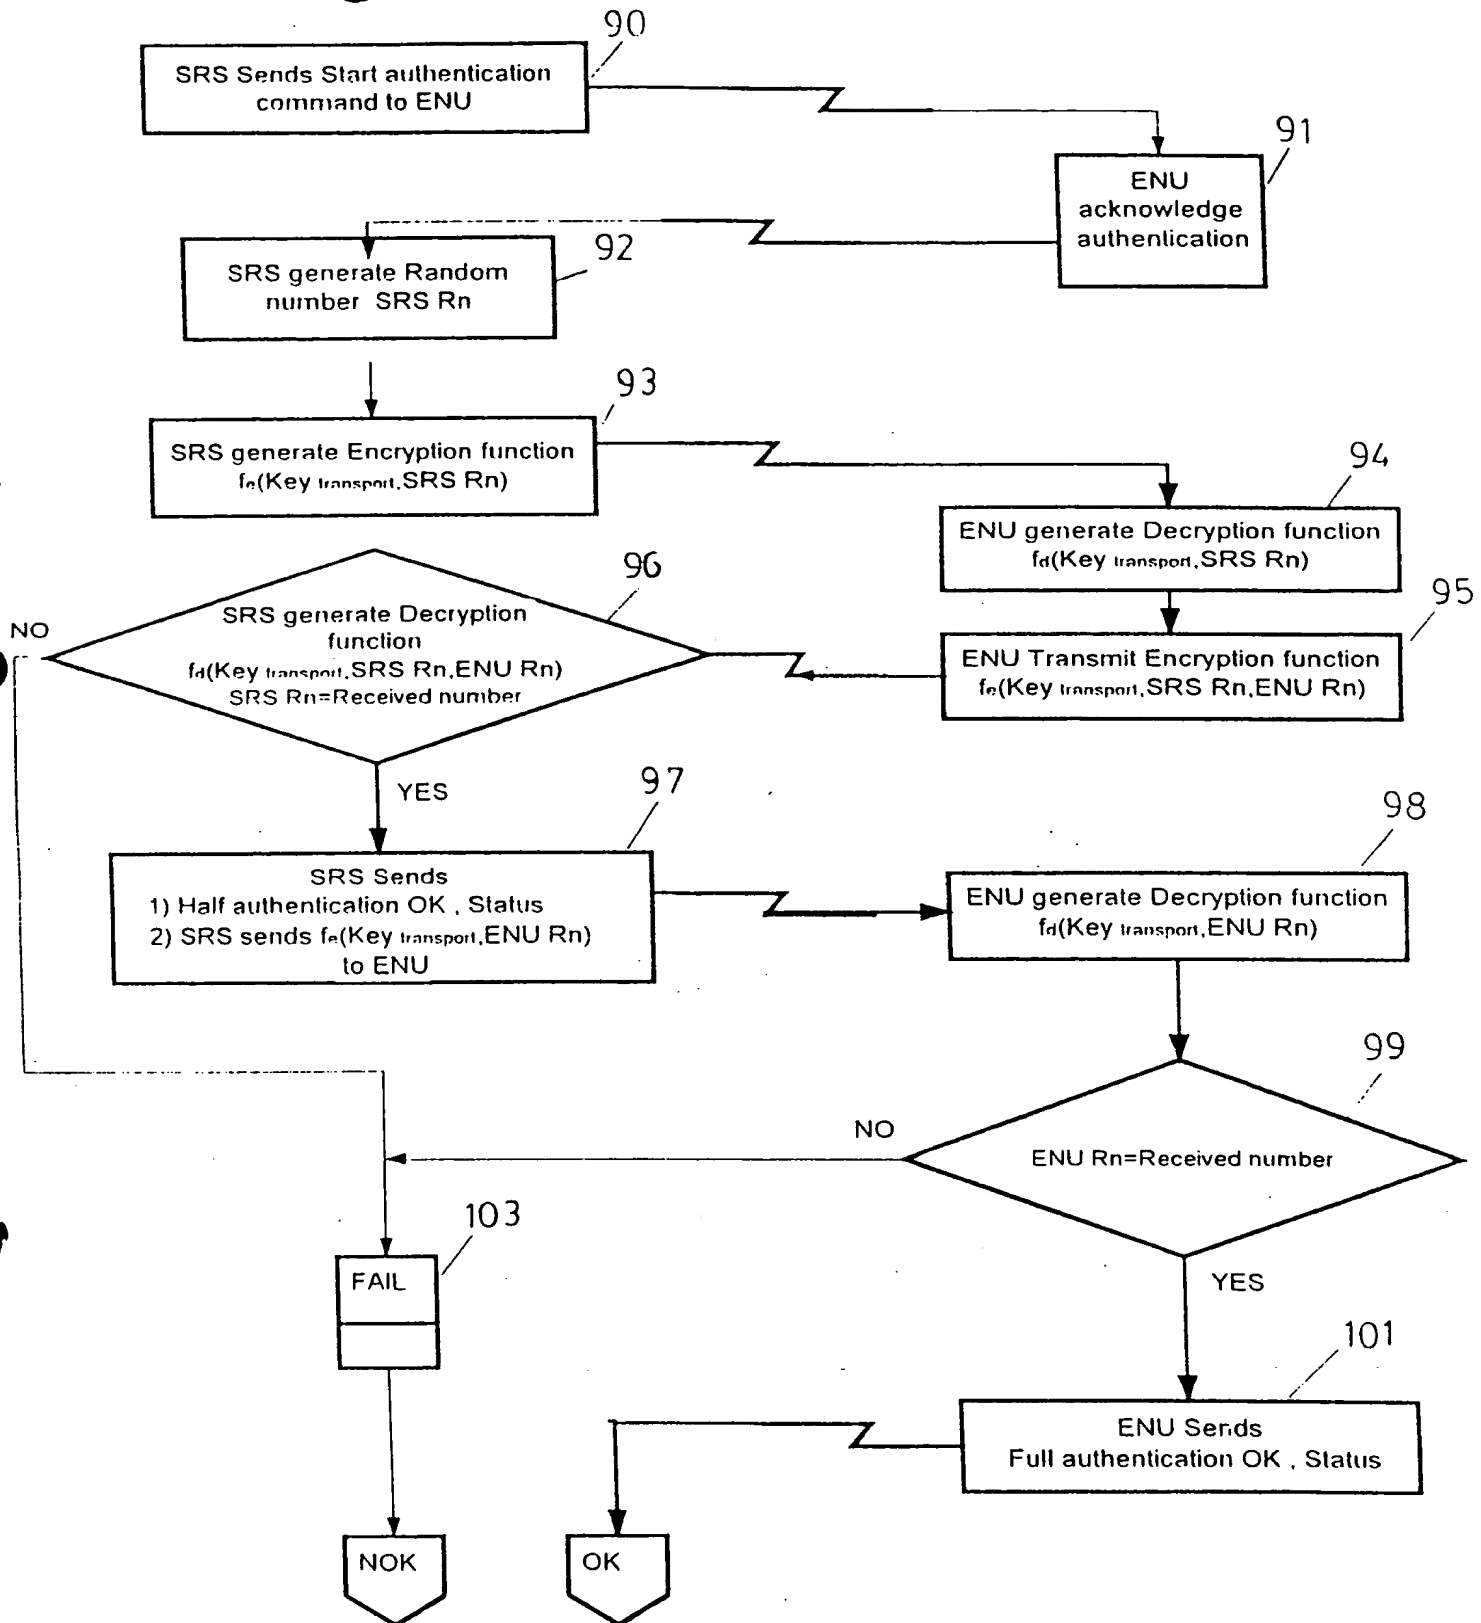 90
SRS Sends Start authentication
command to ENU
91
ENU
acknowledge
authentication
92
SRS generate Random
number SRS Rn
93
SRS generate Encryption function
fe(Key transport,SRS Rn)
94
ENU generate Decryption function
fd(Key transport,SRS Rn)
95
ENU Transmit Encryption function
fe(Key transport,SRS Rn,ENU Rn)
96
NO
SRS generate Decryption
function
fd(Key transport,SRS Rn,ENU Rn)
SRS Rn=Received number
YES
97
SRS Sends
1) Half authentication OK , Status
2) SRS sends fe(Key transport,ENU Rn)
to ENU
98
ENU generate Decryption function
fd(Key transport,ENU Rn)
99
NO
ENU Rn=Received number
YES
103
FAIL
101
ENU Sends
Full authentication OK , Status
NOK
OK